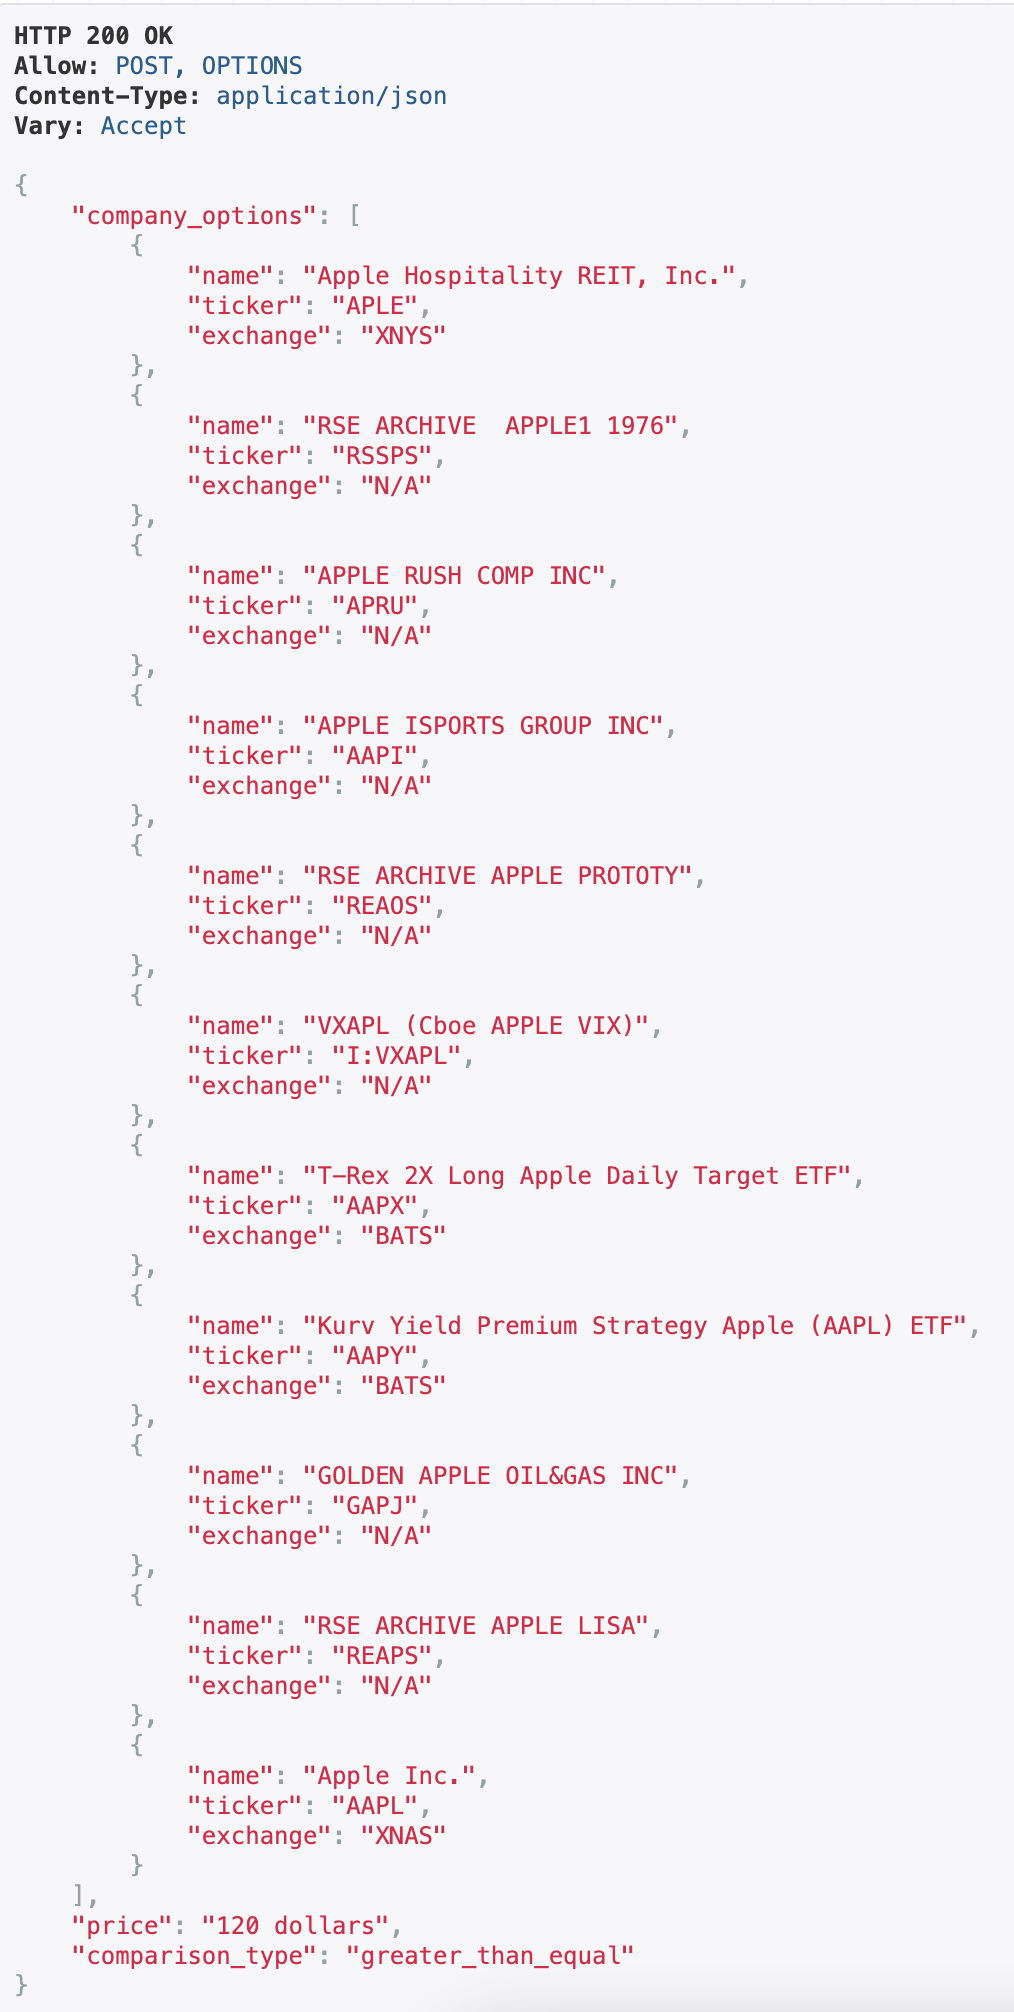 HTTP 200 OK
Allow: POST, OPTIONS
Content-Type: application/json
Vary: Accept

{
    "company_options": [
        {
            "name": "Apple Hospitality REIT, Inc.",
            "ticker": "APLE",
            "exchange": "XNYS"
        },
        {
            "name": "RSE ARCHIVE  APPLE1 1976",
            "ticker": "RSSPS",
            "exchange": "N/A"
        },
        {
            "name": "APPLE RUSH COMP INC",
            "ticker": "APRU",
            "exchange": "N/A"
        },
        {
            "name": "APPLE ISPORTS GROUP INC",
            "ticker": "AAPI",
            "exchange": "N/A"
        },
        {
            "name": "RSE ARCHIVE APPLE PROTOTY",
            "ticker": "REAOS",
            "exchange": "N/A"
        },
        {
            "name": "VXAPL (Cboe APPLE VIX)",
            "ticker": "I:VXAPL",
            "exchange": "N/A"
        },
        {
            "name": "T-Rex 2X Long Apple Daily Target ETF",
            "ticker": "AAPX",
            "exchange": "BATS"
        },
        {
            "name": "Kurv Yield Premium Strategy Apple (AAPL) ETF",
            "ticker": "AAPY",
            "exchange": "BATS"
        },
        {
            "name": "GOLDEN APPLE OIL&GAS INC",
            "ticker": "GAPJ",
            "exchange": "N/A"
        },
        {
            "name": "RSE ARCHIVE APPLE LISA",
            "ticker": "REAPS",
            "exchange": "N/A"
        },
        {
            "name": "Apple Inc.",
            "ticker": "AAPL",
            "exchange": "XNAS"
        }
    ],
    "price": "120 dollars",
    "comparison_type": "greater_than_equal"
}